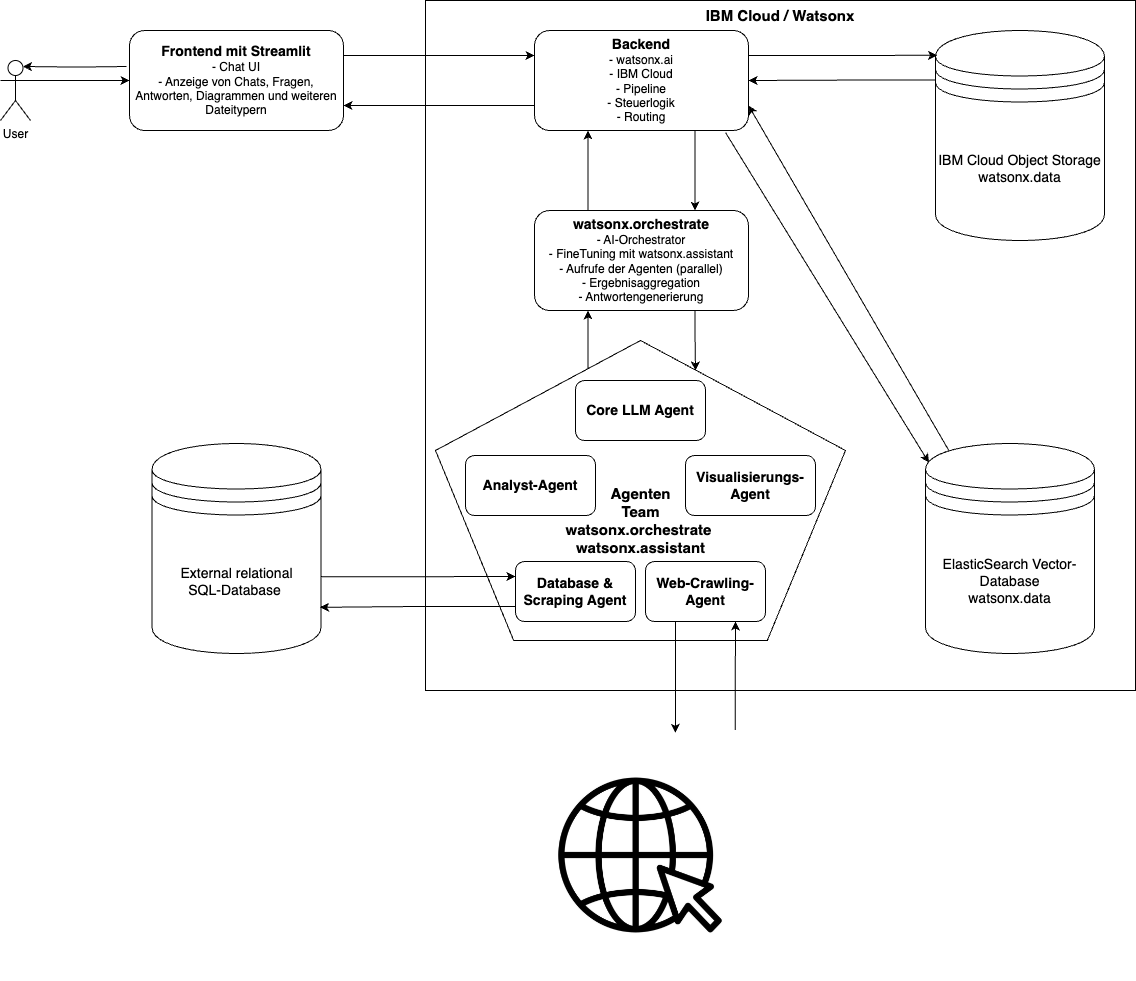 IBM Cloud / Watsonx
Frontend mit Streamlit
- Chat UI
- Anzeige von Chats, Fragen,
Antworten, Diagrammen und weiteren
Dateitypern
Backend
- watsonx.ai
- IBM Cloud
- Pipeline
- Steuerlogik
- Routing
User
IBM Cloud Object Storage
watsonx.data
watsonx.orchestrate
- AI-Orchestrator
- FineTuning mit watsonx.assistant
- Aufrufe der Agenten (parallel)
- Ergebnisaggregation
- Antwortengenerierung
Core LLM Agent
Analyst-Agent
Visualisierungs-
Agent
Agenten
Team
watsonx.orchestrate
watsonx.assistant
External relational
SQL-Database
Database &
Scraping Agent
Web-Crawling-
Agent
ElasticSearch Vector-
Database
watsonx.data